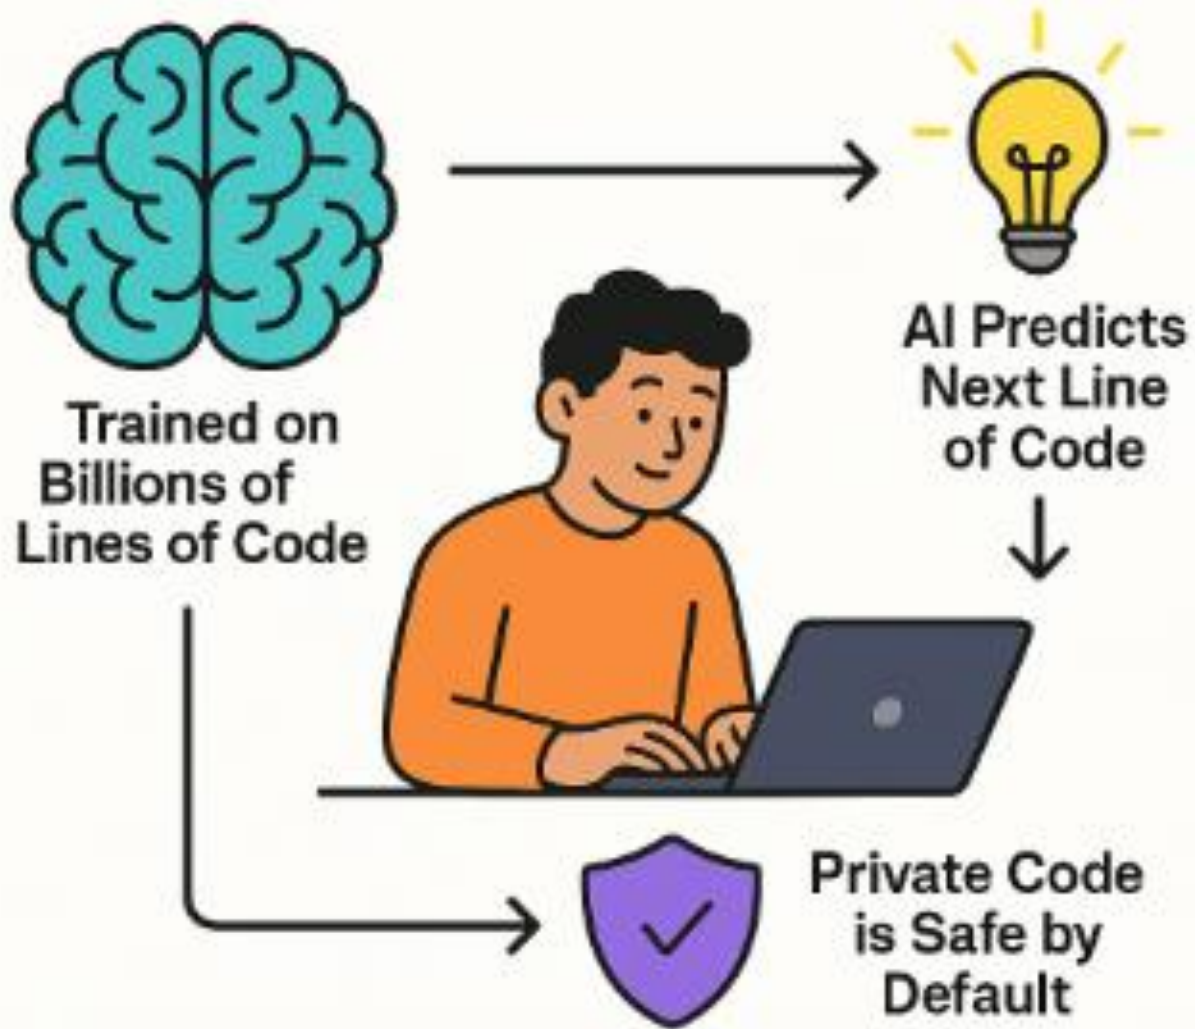 Trained on
Billions of
Lines of Code
AI Predicts
Next Line
of Code
Private Code
is Safe by
Default